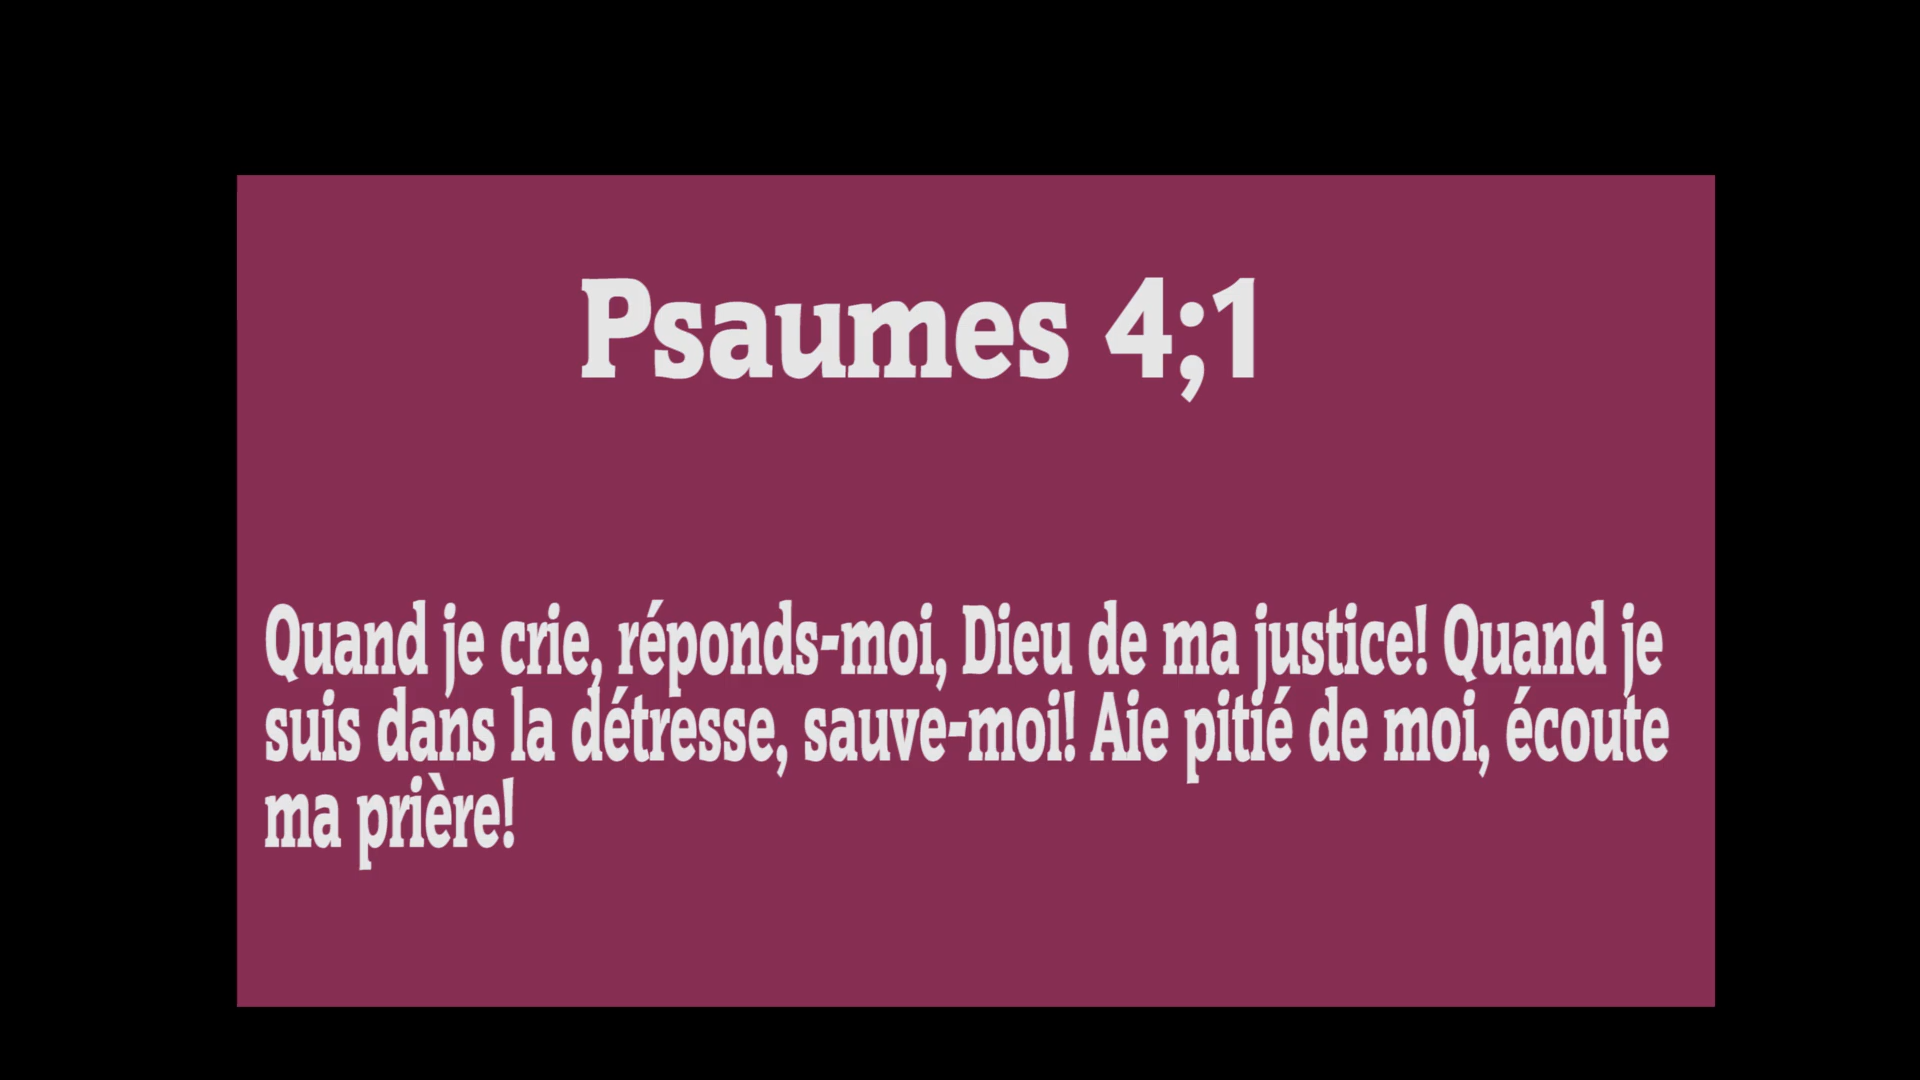 Psaumes 4;1
Quand je crie, réponds-moi, Dieu de ma justice! Quand je
suis dans la détresse, sauve-moi! Aie pitié de moi, écoute
ma prière!